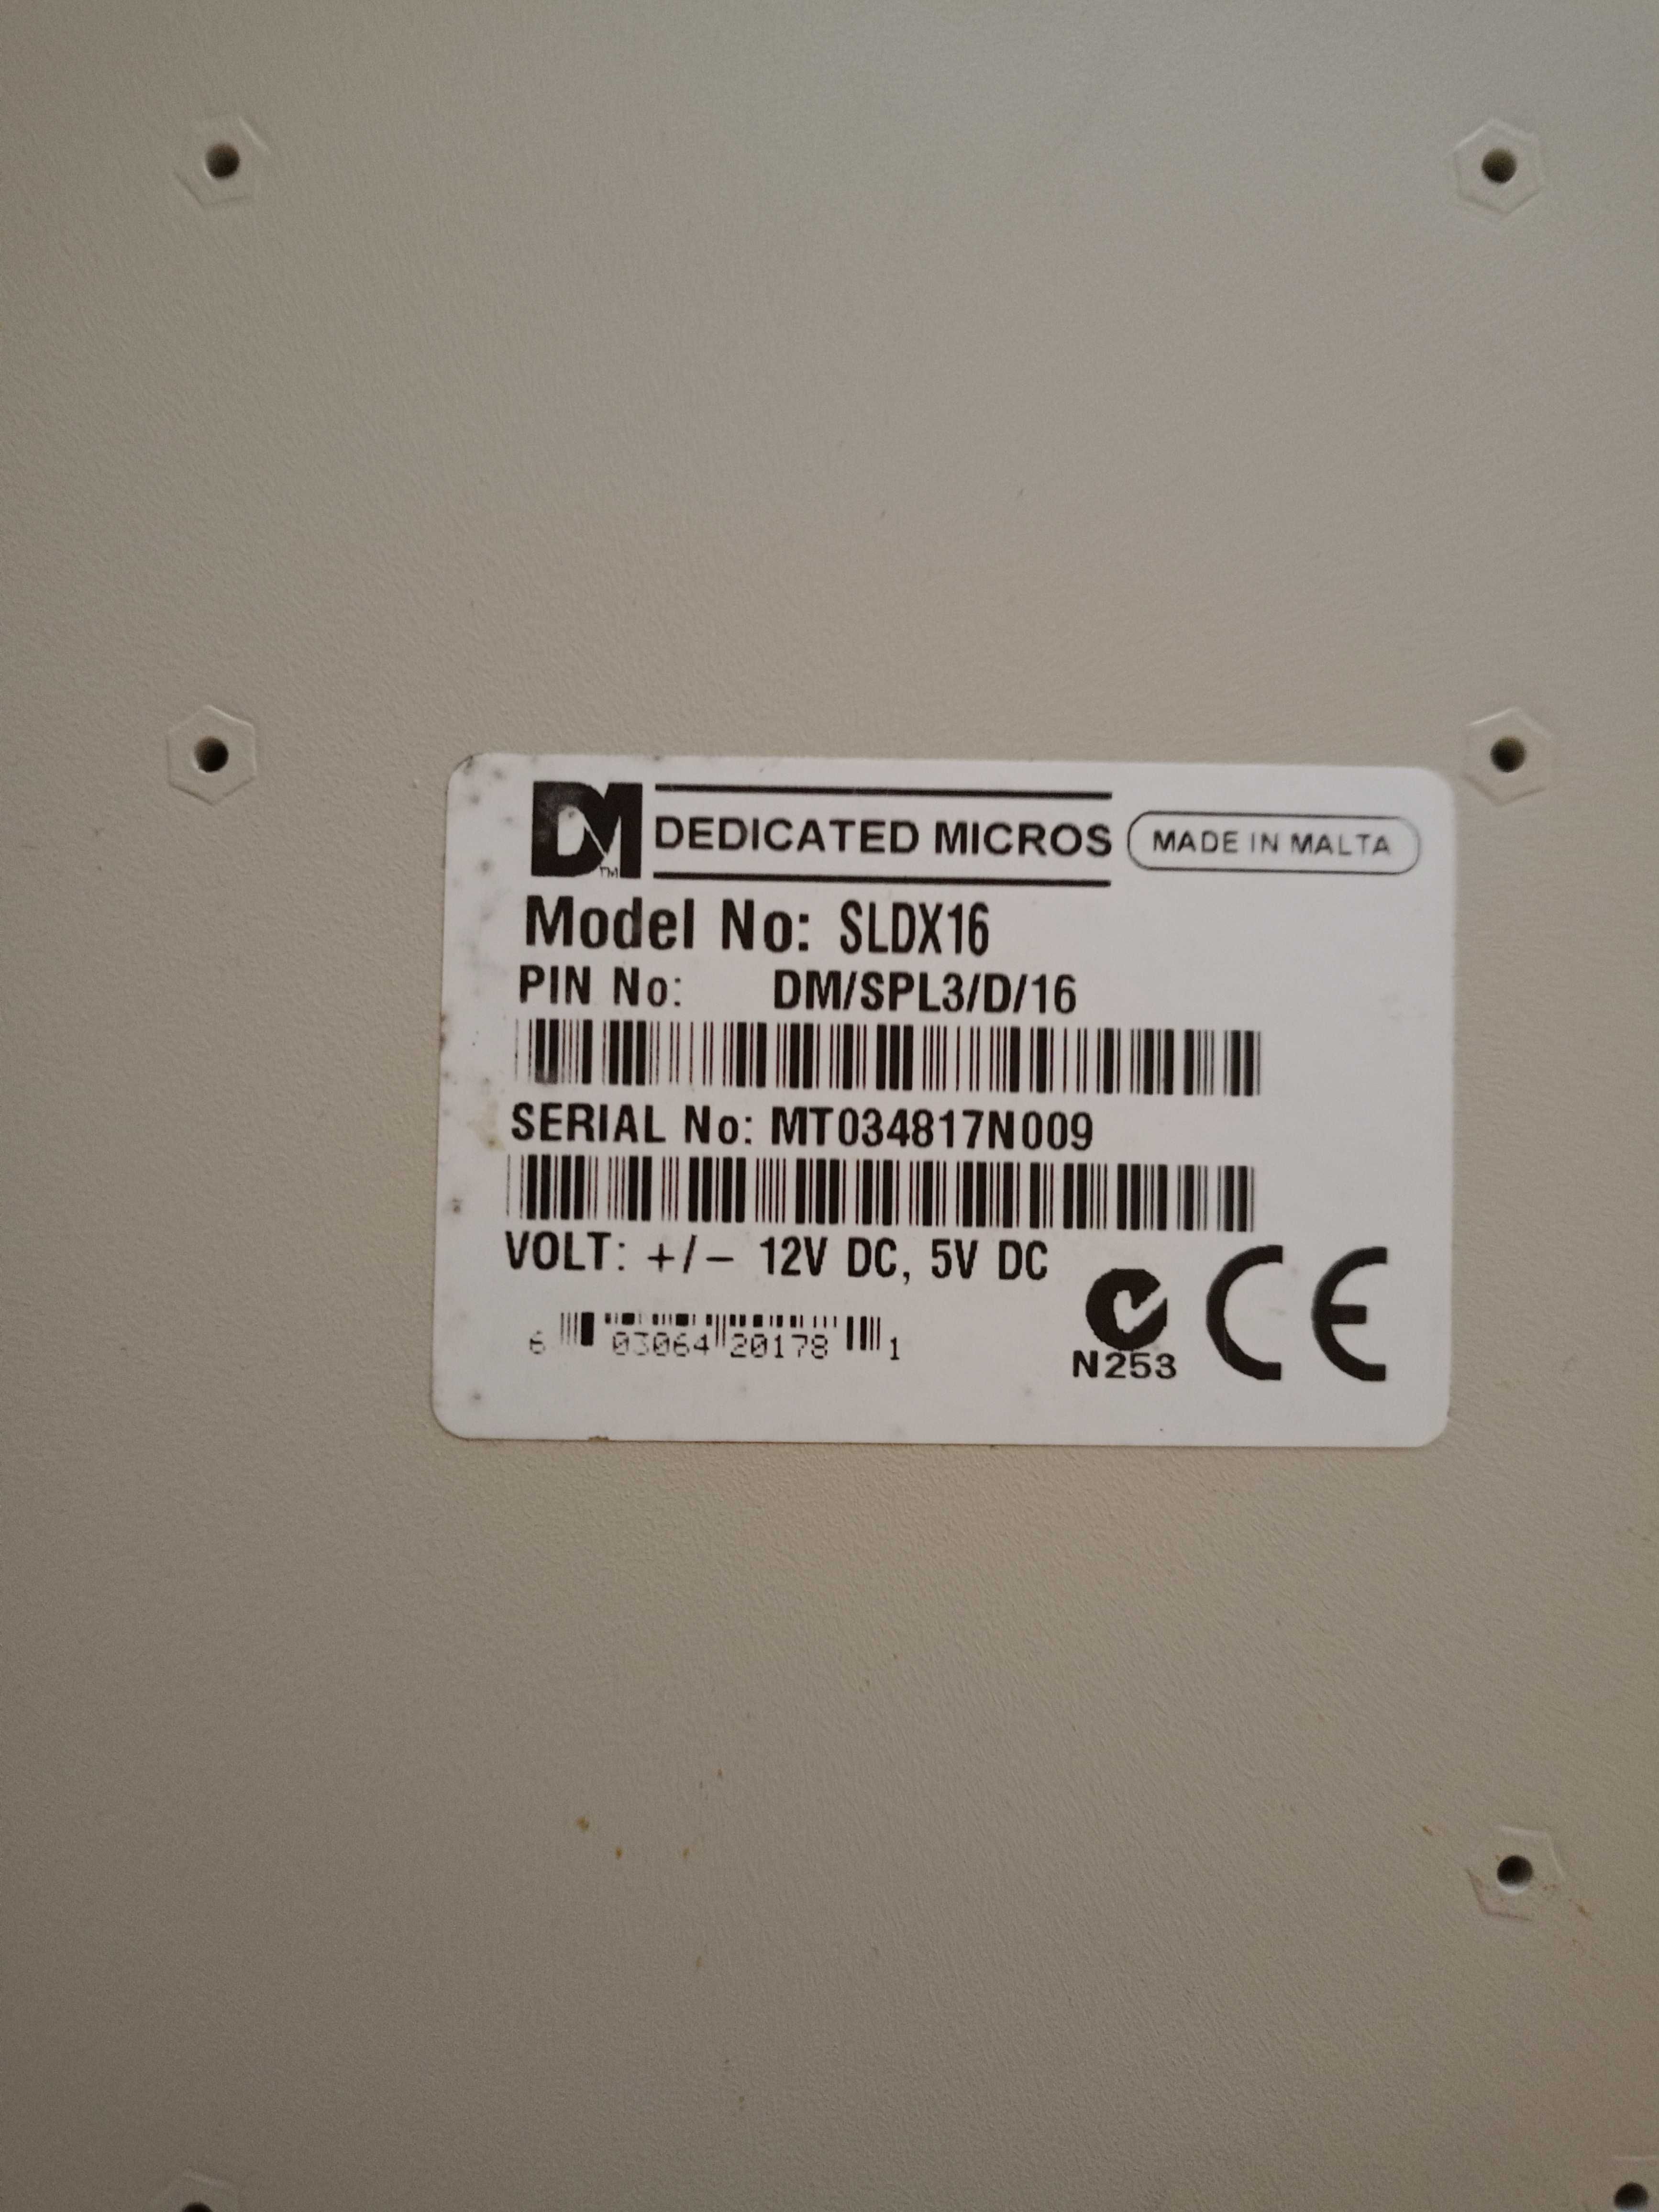 DM DEDICATED MICROS MADE IN MALTA
TM
Model No: SLDX16
PIN No: DM/SPL3/D/16
SERIAL No: MT034817N009
VOLT: +/- 12V DC, 5V DC
6 03064 20178 1
N253 CE